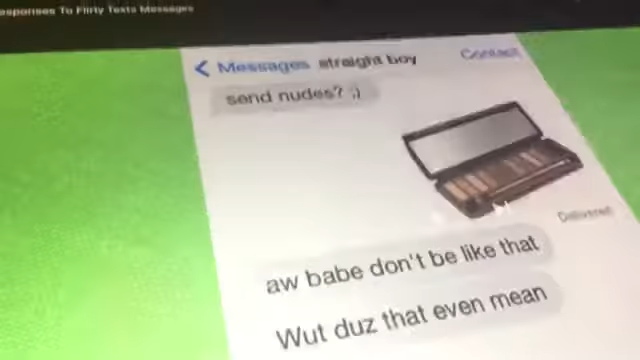 esponses To Flirty Texts Messages
Messages straight boy Contact
send nudes? ;)
Delivered
aw babe don't be like that
Wut duz that even mean